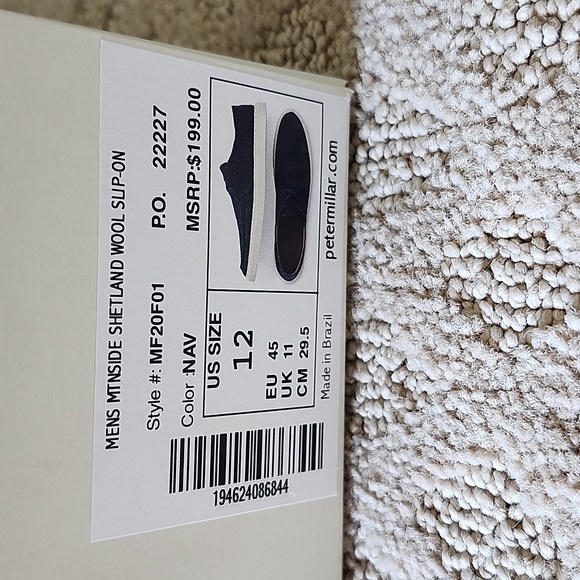 MENS MTNSIDE SHETLAND WOOL SLIP-ON
Style #: MF20F01 P.O. 22227
Color :NAV MSRP:$199.00
US SIZE
12
EU 45
UK 11
CM 29.5
Made in Brazil petermillar.com
194624086844